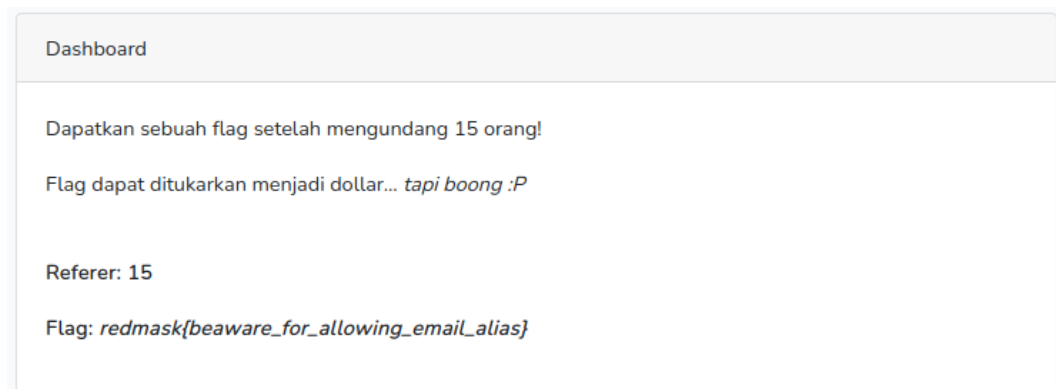 Dashboard
Dapatkan sebuah flag setelah mengundang 15 orang!
Flag dapat ditukarkan menjadi dollar... tapi boong :P
Referer: 15
Flag: redmask{beaware_for_allowing_email_alias}